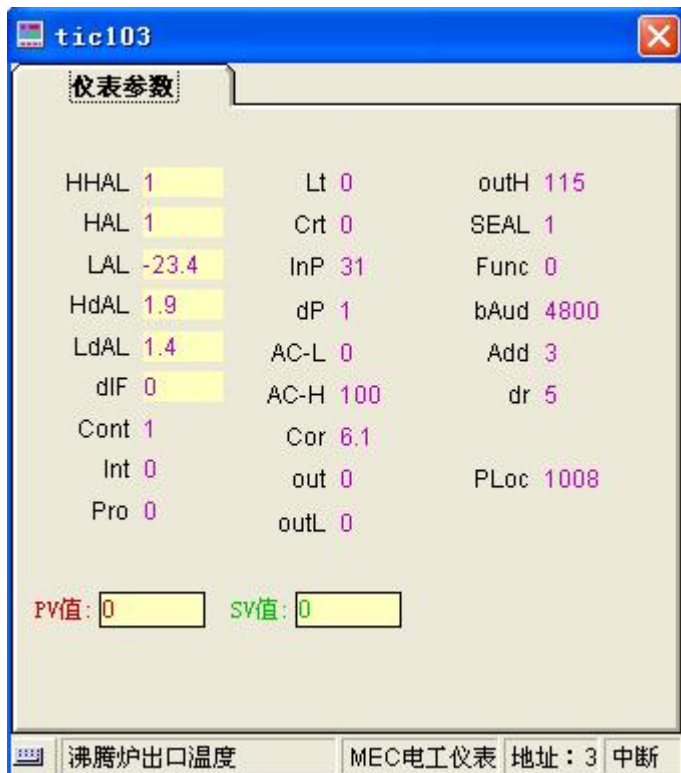 tic103
仪表参数
HHAL 1 Lt 0 outH 115
HAL 1 Crt 0 SEAL 1
LAL -23.4 InP 31 Func 0
HdAL 1.9 dP 1 bAud 4800
LdAL 1.4 AC-L 0 Add 3
dIF 0 AC-H 100 dr 5
Cont 1 Cor 6.1
Int 0 out 0 PLoc 1008
Pro 0 outL 0
PV值: 0 SV值: 0
沸腾炉出口温度 MEC电工仪表 地址：3 中断